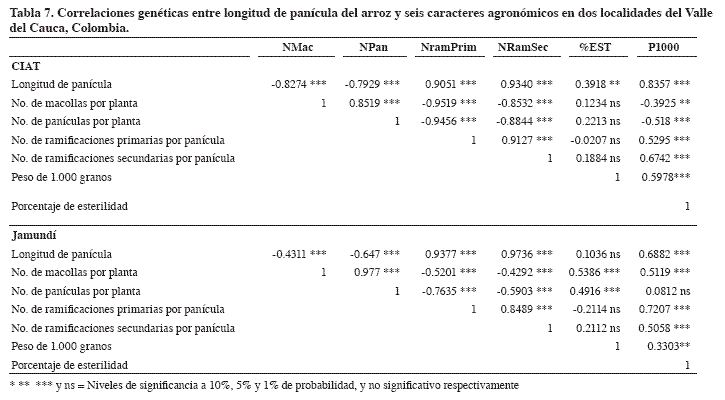 Tabla 7. Correlaciones genéticas entre longitud de panícula del arroz y seis caracteres agronómicos en dos localidades del Valle
del Cauca, Colombia.
NMac NPan NramPrim NRamSec %EST P1000
CIAT
Longitud de panícula -0.8274 *** -0.7929 *** 0.9051 *** 0.9340 *** 0.3918 ** 0.8357 ***
No. de macollas por planta 1 0.8519 *** -0.9519 *** -0.8532 *** 0.1234 ns -0.3925 **
No. de panículas por planta 1 -0.9456 *** -0.8844 *** 0.2213 ns -0.518 ***
No. de ramificaciones primarias por panícula 1 0.9127 *** -0.0207 ns 0.5295 ***
No. de ramificaciones secundarias por panícula 1 0.1884 ns 0.6742 ***
Peso de 1.000 granos 1 0.5978***
Porcentaje de esterilidad 1
Jamundí
Longitud de panícula -0.4311 *** -0.647 *** 0.9377 *** 0.9736 *** 0.1036 ns 0.6882 ***
No. de macollas por planta 1 0.977 *** -0.5201 *** -0.4292 *** 0.5386 *** 0.5119 ***
No. de panículas por planta 1 -0.7635 *** -0.5903 *** 0.4916 *** 0.0812 ns
No. de ramificaciones primarias por panícula 1 0.8489 *** -0.2114 ns 0.7207 ***
No. de ramificaciones secundarias por panícula 1 0.2112 ns 0.5058 ***
Peso de 1.000 granos 1 0.3303**
Porcentaje de esterilidad 1
* ** *** y ns = Niveles de significancia a 10%, 5% y 1% de probabilidad, y no significativo respectivamente